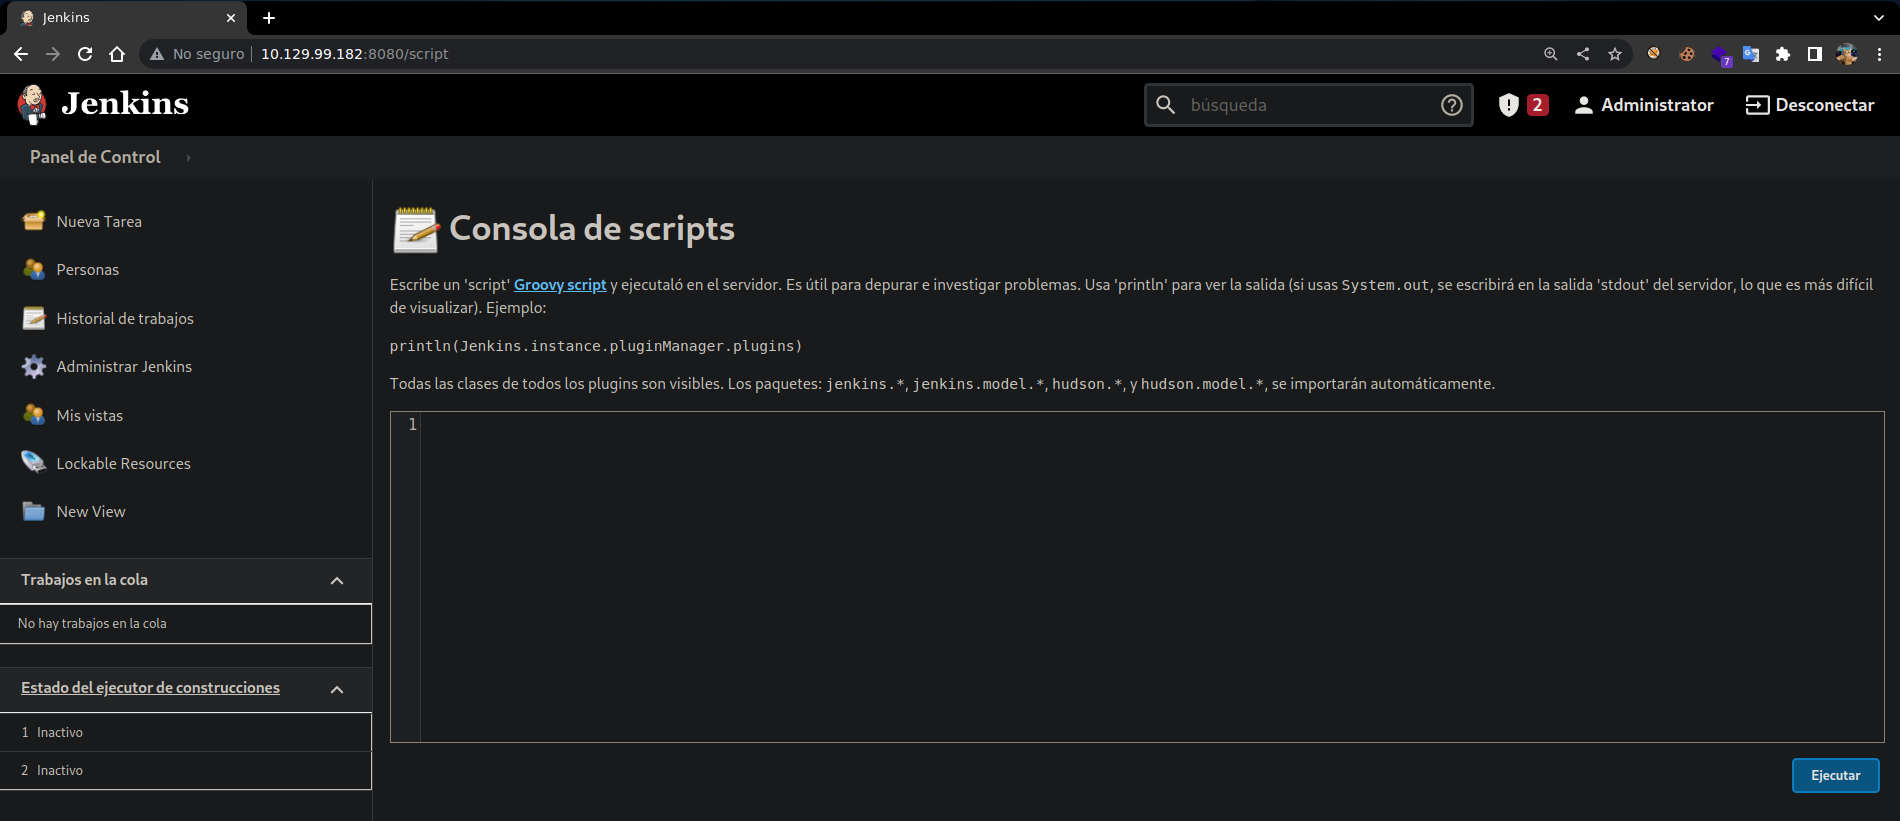 Jenkins
No seguro 10.129.99.182:8080/script
7
Jenkins
búsqueda
2
Administrator
Desconectar
Panel de Control
Nueva Tarea
Personas
Historial de trabajos
Administrar Jenkins
Mis vistas
Lockable Resources
New View
Trabajos en la cola
No hay trabajos en la cola
Estado del ejecutor de construcciones
1 Inactivo
2 Inactivo
Consola de scripts
Escribe un 'script' Groovy script y ejecutaló en el servidor. Es útil para depurar e investigar problemas. Usa 'println' para ver la salida (si usas System.out, se escribirá en la salida 'stdout' del servidor, lo que es más difícil
de visualizar). Ejemplo:
println(Jenkins.instance.pluginManager.plugins)
Todas las clases de todos los plugins son visibles. Los paquetes: jenkins.*, jenkins.model.*, hudson.*, y hudson.model.*, se importarán automáticamente.
1
Ejecutar